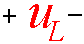 + u_L −